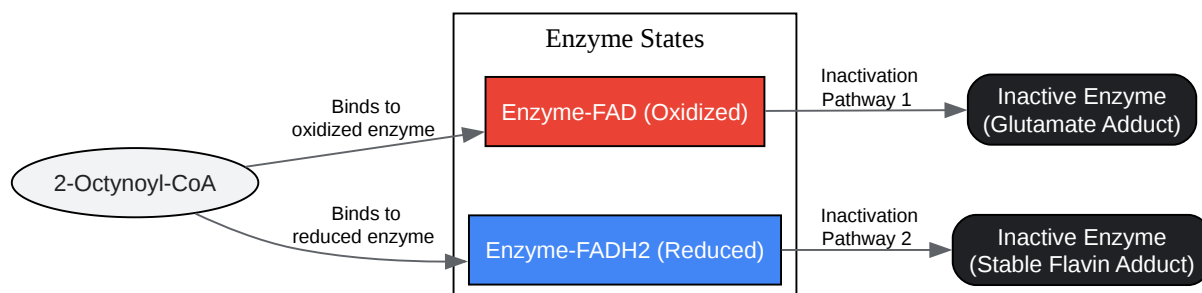 Enzyme States
Inactivation
Pathway 1
Inactive Enzyme
(Glutamate Adduct)
Enzyme-FAD (Oxidized)
Binds to
oxidized enzyme
2-Octynoyl-CoA
Binds to
reduced enzyme
Enzyme-FADH2 (Reduced)
Inactivation
Pathway 2
Inactive Enzyme
(Stable Flavin Adduct)